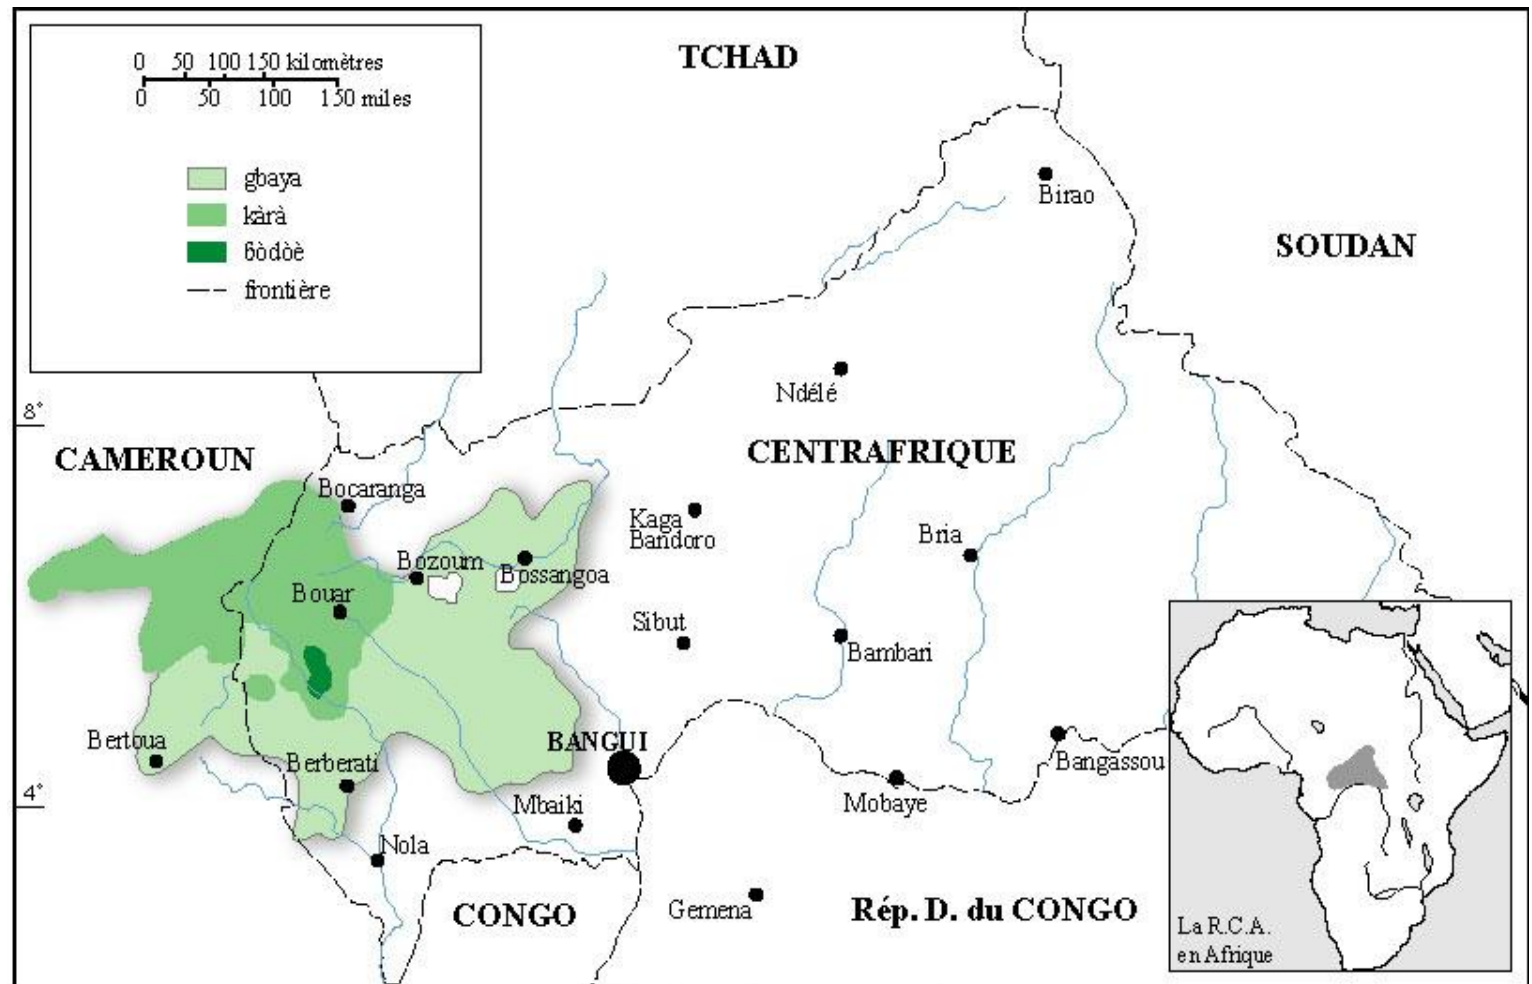 0 50 100 150 kilomètres
0 50 100 150 miles
gbaya
kàrà
ɓòdòè
frontière
TCHAD
Birao
SOUDAN
Ndélé
8°
CAMEROUN
CENTRAFRIQUE
Bocaranga
Kaga
Bandoro
Bria
Bozoum
Bossangoa
Bouar
Sibut
Bambari
Bertoua
BANGUI
Berberati
Bangassou
4°
Mbaiki
Mobaye
Nola
CONGO
Gemena
Rép. D. du CONGO
La R.C.A.
en Afrique